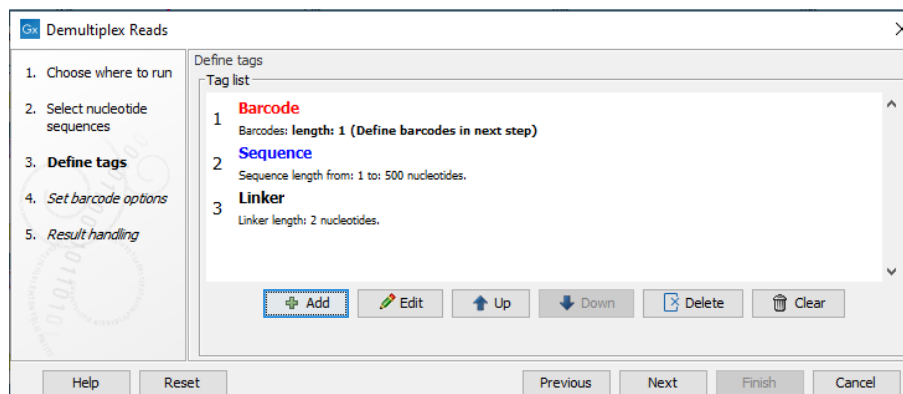 Gx Demultiplex Reads
1. Choose where to run
2. Select nucleotide
sequences
3. Define tags
4. Set barcode options
5. Result handling
Define tags
Tag list
1 Barcode
Barcodes: length: 1 (Define barcodes in next step)
2 Sequence
Sequence length from: 1 to: 500 nucleotides.
3 Linker
Linker length: 2 nucleotides.
Add Edit Up Down Delete Clear
Help Reset Previous Next Finish Cancel